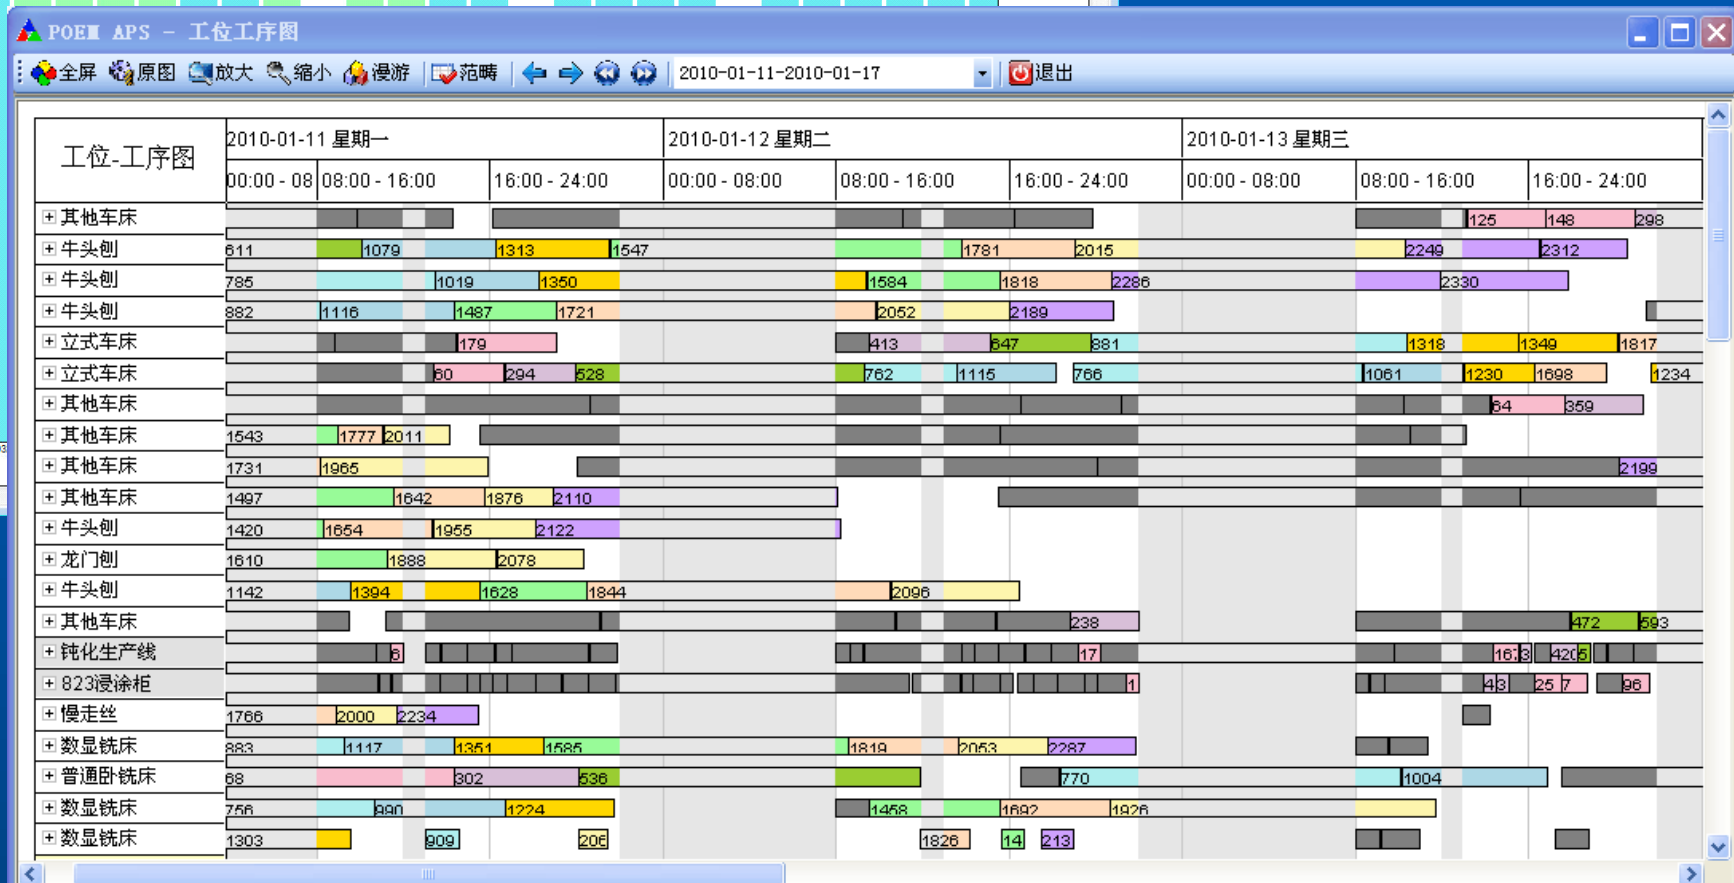 POEM APS - 工位工序图
全屏 原图 放大 缩小 漫游 范畴 2010-01-11-2010-01-17 退出
工位-工序图 2010-01-11 星期一 2010-01-12 星期二 2010-01-13 星期三
00:00 - 08 08:00 - 16:00 16:00 - 24:00 00:00 - 08:00 08:00 - 16:00 16:00 - 24:00 00:00 - 08:00 08:00 - 16:00 16:00 - 24:00
其他车床 125 148 298
牛头刨 611 1079 1313 1547 1781 2015 2249 2312
牛头刨 785 1019 1350 1584 1818 2286 2330
牛头刨 882 1116 1487 1721 2052 2189
立式车床 179 413 647 881 1318 1349 1817
立式车床 60 294 528 762 1115 766 1061 1230 1698 1234
其他车床 64 359
其他车床 1543 1777 2011
其他车床 1731 1965 2199
其他车床 1497 1642 1876 2110
牛头刨 1420 1654 1955 2122
龙门刨 1610 1888 2078
牛头刨 1142 1394 1628 1844 2096
其他车床 238 472 593
钝化生产线 6 17 167 3 420 5
823浸涂柜 1 4 3 25 7 96
慢走丝 1766 2000 2234
数显铣床 883 1117 1351 1585 1819 2053 2287
普通卧铣床 68 302 536 770 1004
数显铣床 756 990 1224 1458 1692 1926
数显铣床 1303 909 206 1826 14 213